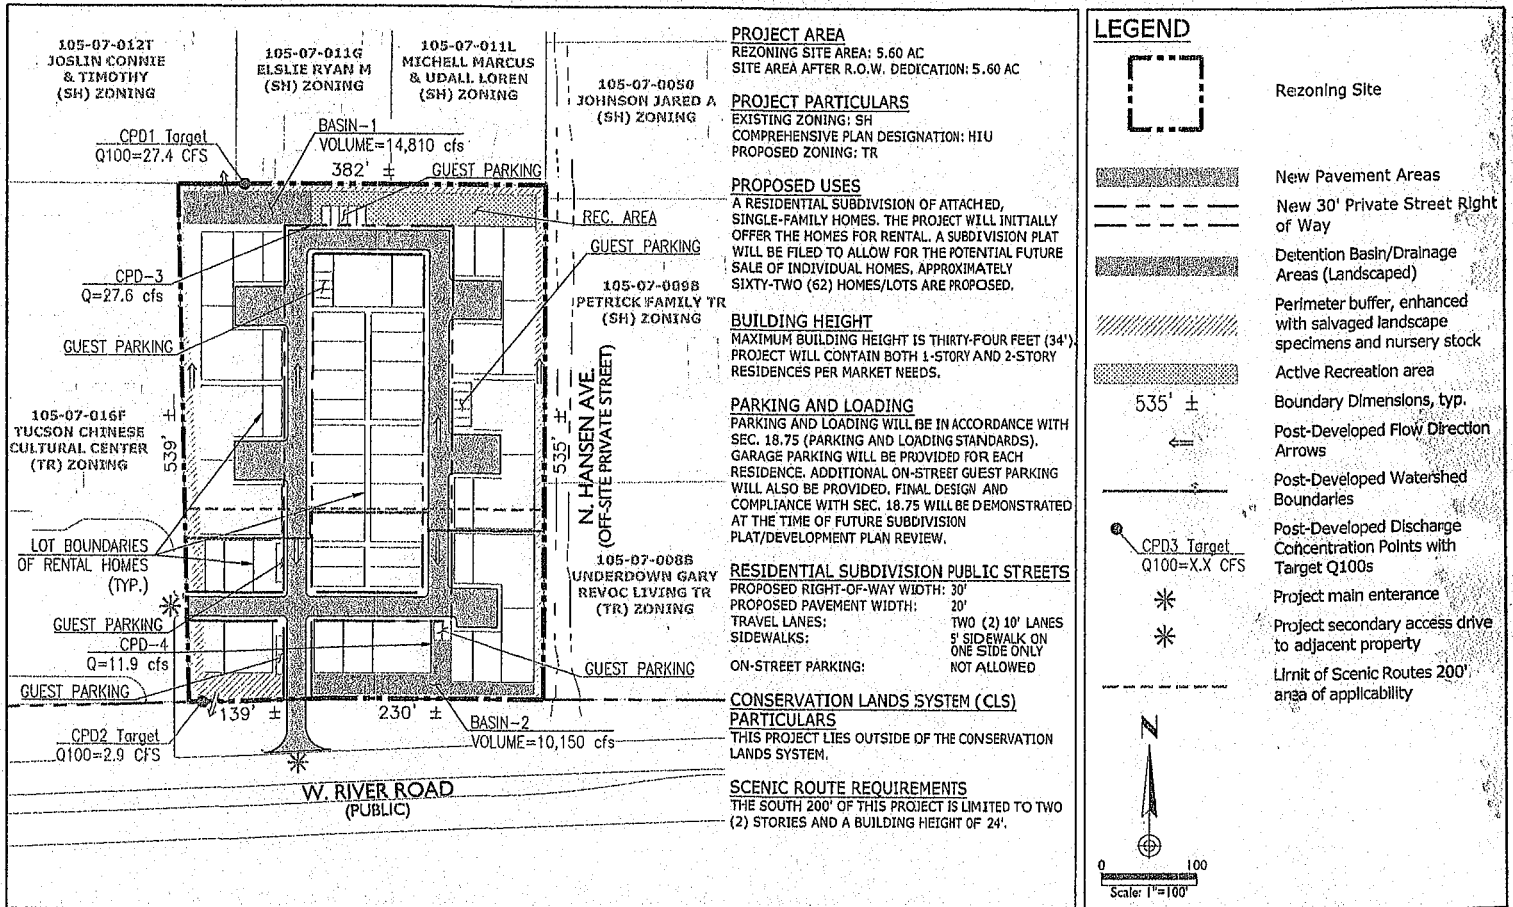 105-07-012T
JOSLIN CONNIE
& TIMOTHY
(SH) ZONING
105-07-011G
ELSLIE RYAN M
(SH) ZONING
105-07-011L
MICHELL MARCUS
& UDALL LOREN
(SH) ZONING
105-07-0050
JOHNSON JARED A
(SH) ZONING
CPD1 Target
Q100=27.4 CFS
BASIN-1
VOLUME=14,810 cfs
382' ±
GUEST PARKING
REC. AREA
GUEST PARKING
CPD-3
Q=27.6 cfs
105-07-009B
PETRICK FAMILY TR
(SH) ZONING
GUEST PARKING
105-07-016F
TUCSON CHINESE
CULTURAL CENTER
(TR) ZONING
539' ±
535' ±
N. HANSEN AVE.
(OFF-SITE PRIVATE STREET)
LOT BOUNDARIES
OF RENTAL HOMES
(TYP.)
105-07-008B
UNDERDOWN GARY
REVOC LIVING TR
(TR) ZONING
GUEST PARKING
CPD-4
Q=11.9 cfs
GUEST PARKING
GUEST PARKING
139' ±
230' ±
BASIN-2
VOLUME=10,150 cfs
CPD2 Target
Q100=2.9 CFS
W. RIVER ROAD
(PUBLIC)
PROJECT AREA
REZONING SITE AREA: 5.60 AC
SITE AREA AFTER R.O.W. DEDICATION: 5.60 AC
PROJECT PARTICULARS
EXISTING ZONING: SH
COMPREHENSIVE PLAN DESIGNATION: HIU
PROPOSED ZONING: TR
PROPOSED USES
A RESIDENTIAL SUBDIVISION OF ATTACHED,
SINGLE-FAMILY HOMES. THE PROJECT WILL INITIALLY
OFFER THE HOMES FOR RENTAL. A SUBDIVISION PLAT
WILL BE FILED TO ALLOW FOR THE POTENTIAL FUTURE
SALE OF INDIVIDUAL HOMES. APPROXIMATELY
SIXTY-TWO (62) HOMES/LOTS ARE PROPOSED.
BUILDING HEIGHT
MAXIMUM BUILDING HEIGHT IS THIRTY-FOUR FEET (34').
PROJECT WILL CONTAIN BOTH 1-STORY AND 2-STORY
RESIDENCES PER MARKET NEEDS.
PARKING AND LOADING
PARKING AND LOADING WILL BE IN ACCORDANCE WITH
SEC. 18.75 (PARKING AND LOADING STANDARDS).
GARAGE PARKING WILL BE PROVIDED FOR EACH
RESIDENCE. ADDITIONAL ON-STREET GUEST PARKING
WILL ALSO BE PROVIDED. FINAL DESIGN AND
COMPLIANCE WITH SEC. 18.75 WILL BE DEMONSTRATED
AT THE TIME OF FUTURE SUBDIVISION
PLAT/DEVELOPMENT PLAN REVIEW.
RESIDENTIAL SUBDIVISION PUBLIC STREETS
PROPOSED RIGHT-OF-WAY WIDTH: 30'
PROPOSED PAVEMENT WIDTH: 20'
TRAVEL LANES: TWO (2) 10' LANES
SIDEWALKS: 5' SIDEWALK ON
ONE SIDE ONLY
ON-STREET PARKING: NOT ALLOWED
CONSERVATION LANDS SYSTEM (CLS)
PARTICULARS
THIS PROJECT LIES OUTSIDE OF THE CONSERVATION
LANDS SYSTEM.
SCENIC ROUTE REQUIREMENTS
THE SOUTH 200' OF THIS PROJECT IS LIMITED TO TWO
(2) STORIES AND A BUILDING HEIGHT OF 24'.
LEGEND
Rezoning Site
New Pavement Areas
New 30' Private Street Right
of Way
Detention Basin/Drainage
Areas (Landscaped)
Perimeter buffer, enhanced
with salvaged landscape
specimens and nursery stock
Active Recreation area
535' ±
Boundary Dimensions, typ.
Post-Developed Flow Direction
Arrows
Post-Developed Watershed
Boundaries
CPD3 Target
Q100=X.X CFS
Post-Developed Discharge
Concentration Points with
Target Q100s
Project main enterance
Project secondary access drive
to adjacent property
Limit of Scenic Routes 200'
area of applicability
N
0 100
Scale: 1"=100'